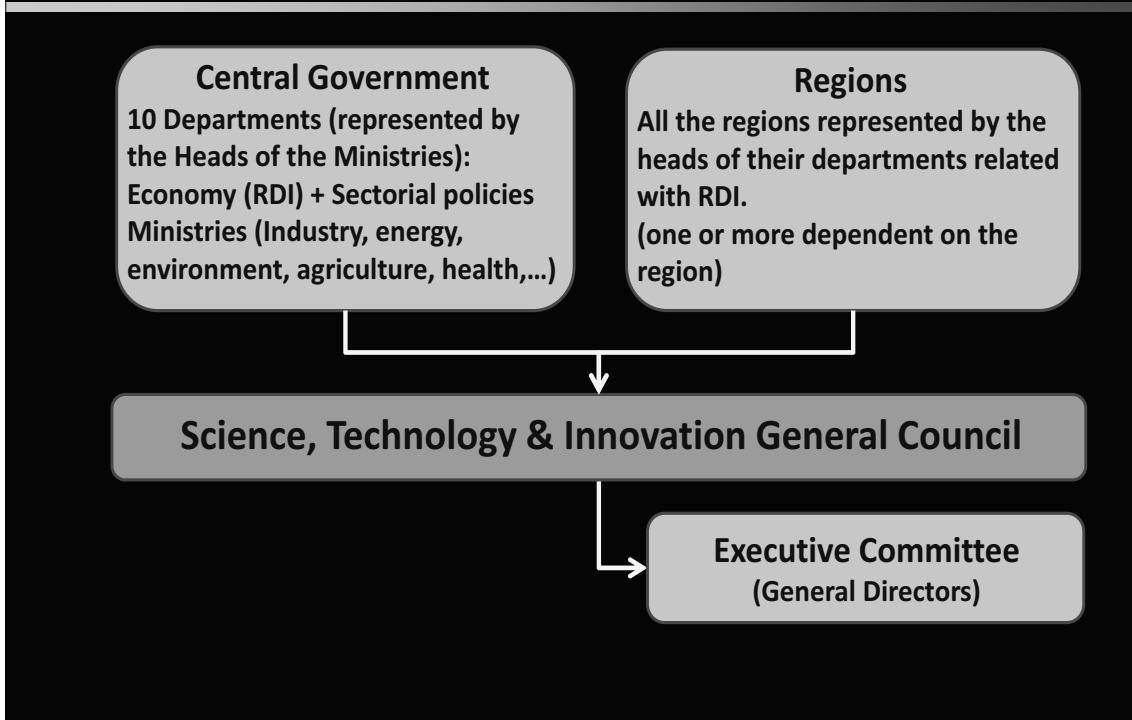 Central Government
10 Departments (represented by
the Heads of the Ministries):
Economy (RDI) + Sectorial policies
Ministries (Industry, energy,
environment, agriculture, health,...)
Regions
All the regions represented by the
heads of their departments related
with RDI.
(one or more dependent on the
region)
Science, Technology & Innovation General Council
Executive Committee
(General Directors)